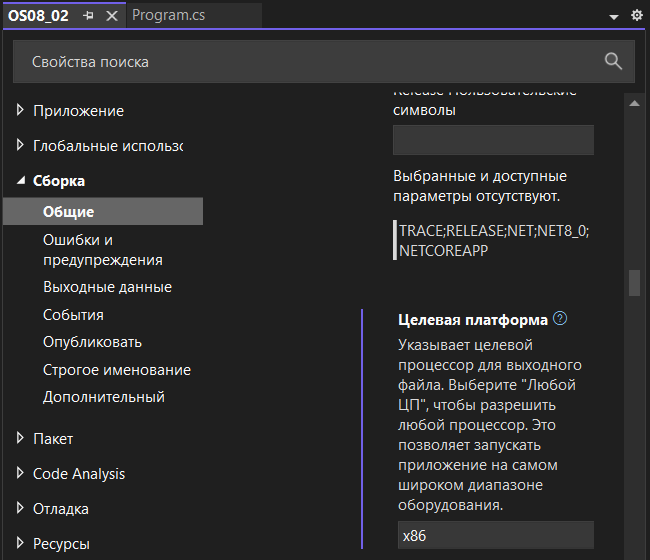 OS08_02
Program.cs
Свойства поиска
Приложение
Глобальные использо
Сборка
Общие
Ошибки и
предупреждения
Выходные данные
События
Опубликовать
Строгое именование
Дополнительный
Пакет
Code Analysis
Отладка
Ресурсы
Release Пользовательские
символы
Выбранные и доступные
параметры отсутствуют.
TRACE;RELEASE;NET;NET8_0;
NETCOREAPP
Целевая платформа
Указывает целевой
процессор для выходного
файла. Выберите "Любой
ЦП", чтобы разрешить
любой процессор. Это
позволяет запускать
приложение на самом
широком диапазоне
оборудования.
x86